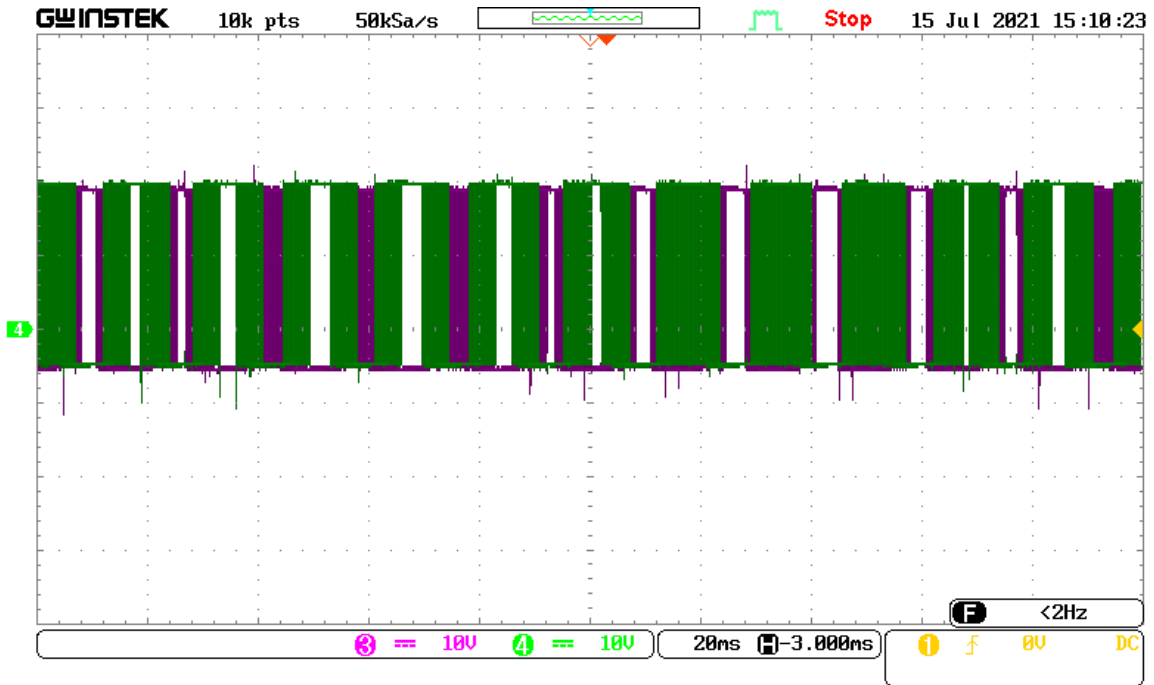 GWINSTEK 10k pts 50kSa/s Stop 15 Jul 2021 15:10:23
4
F <2Hz
3 10V 4 10V 20ms H -3.000ms 1 0V DC